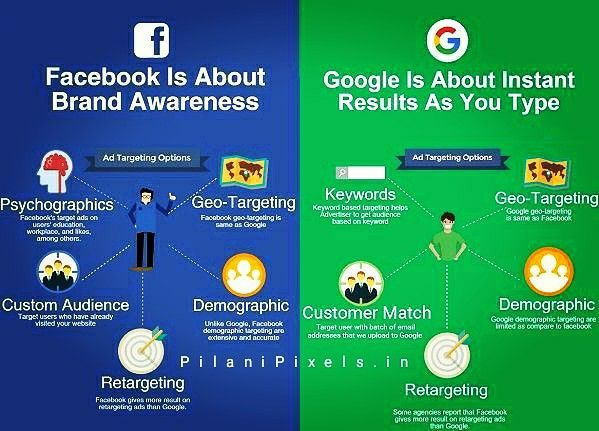 f
Facebook Is About
Brand Awareness
Ad Targeting Options
Psychographics
Facebook's target ads on
users' education,
workplace, and likes,
among others.
Geo-Targeting
Facebook geo-targeting is
same as Google
Custom Audience
Target users who have already
visited your website
Demographic
Unlike Google, Facebook
demographic targeting are
extensive and accurate
Retargeting
Facebook gives more result on
retargeting ads than Google.
G
Google Is About Instant
Results As You Type
Ad Targeting Options
Keywords
Keyword based targeting helps
Advertiser to get audience
based on keyword
Geo-Targeting
Google geo-targeting
is same as Facebook
Customer Match
Target user with batch of email
addresses that we upload to Google
Demographic
Google demographic targeting are
limited as compare to facebook
Retargeting
Some agencies report that Facebook
gives more result on retargeting ads
than Google.
PilaniPixels.in